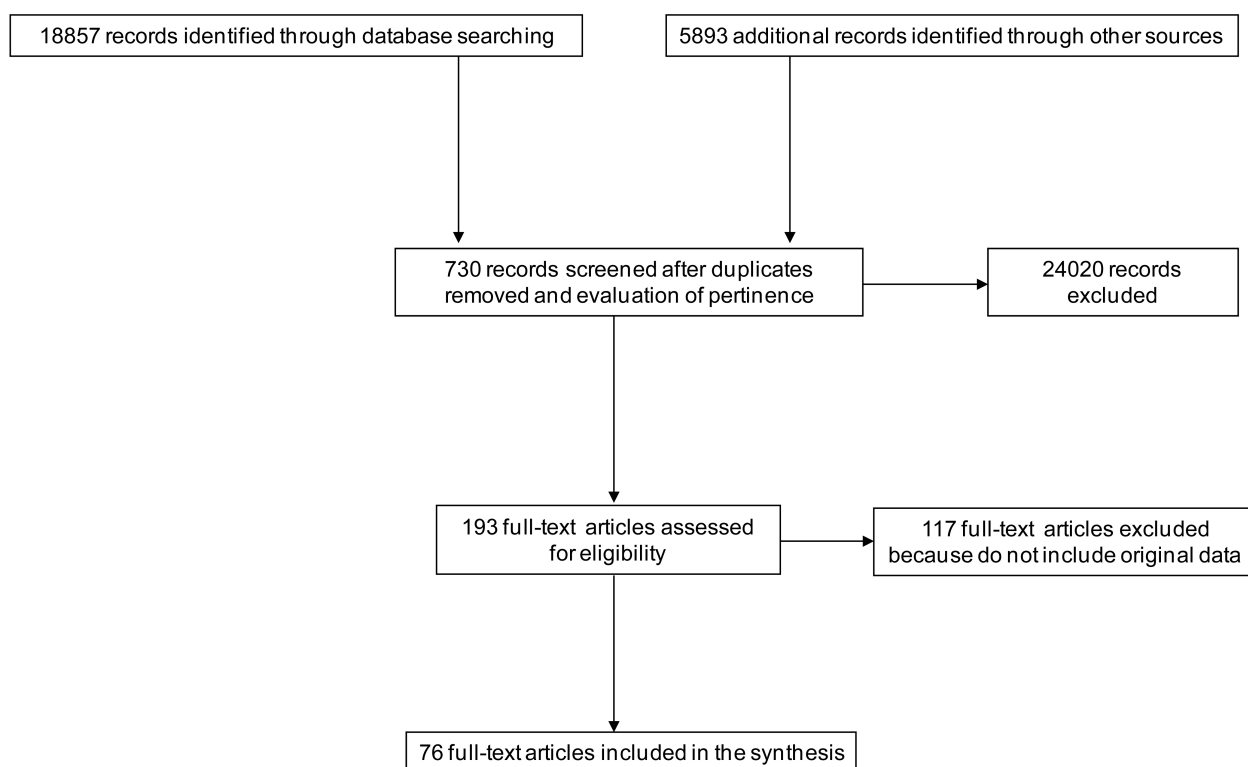 18857 records identified through database searching
5893 additional records identified through other sources
730 records screened after duplicates
removed and evaluation of pertinence
24020 records
excluded
193 full-text articles assessed
for eligibility
117 full-text articles excluded
because do not include original data
76 full-text articles included in the synthesis